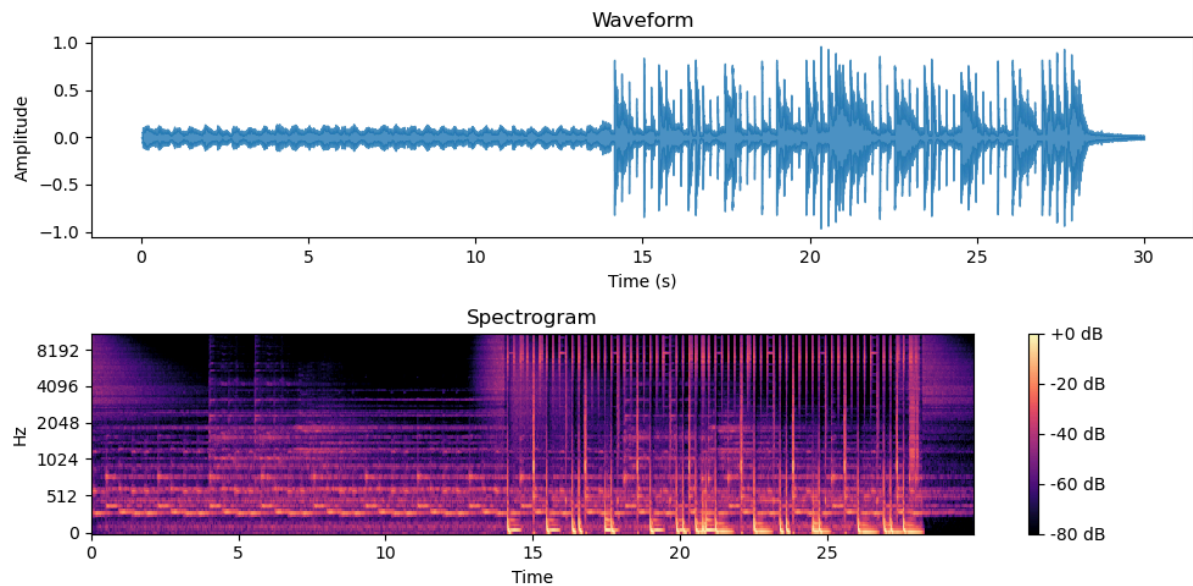 Waveform
1.0
0.5
0.0
−0.5
−1.0
Amplitude
0 5 10 15 20 25 30
Time (s)
Spectrogram
8192
4096
2048
1024
512
0
Hz
0 5 10 15 20 25
Time
+0 dB
-20 dB
-40 dB
-60 dB
-80 dB